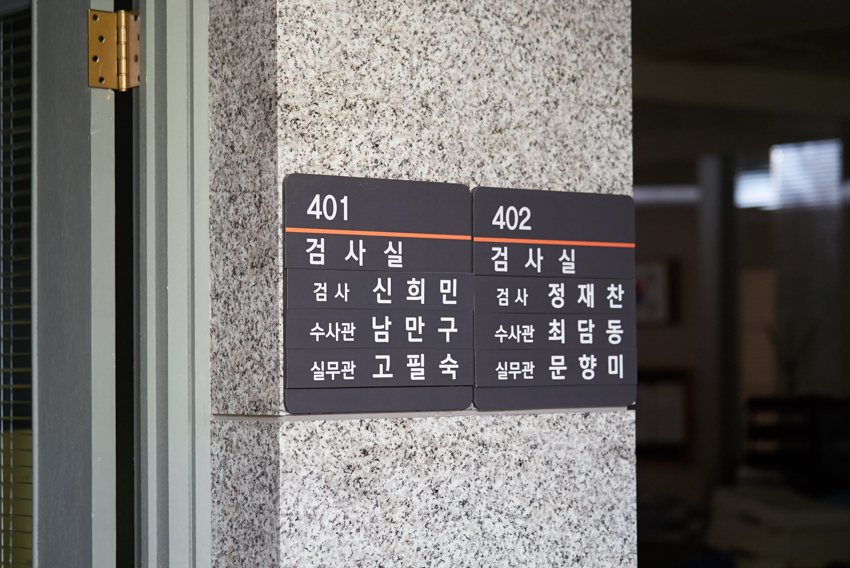 401
검사실
검사 신희민
수사관 남만구
실무관 고필숙
402
검사실
검사 정재찬
수사관 최담동
실무관 문향미